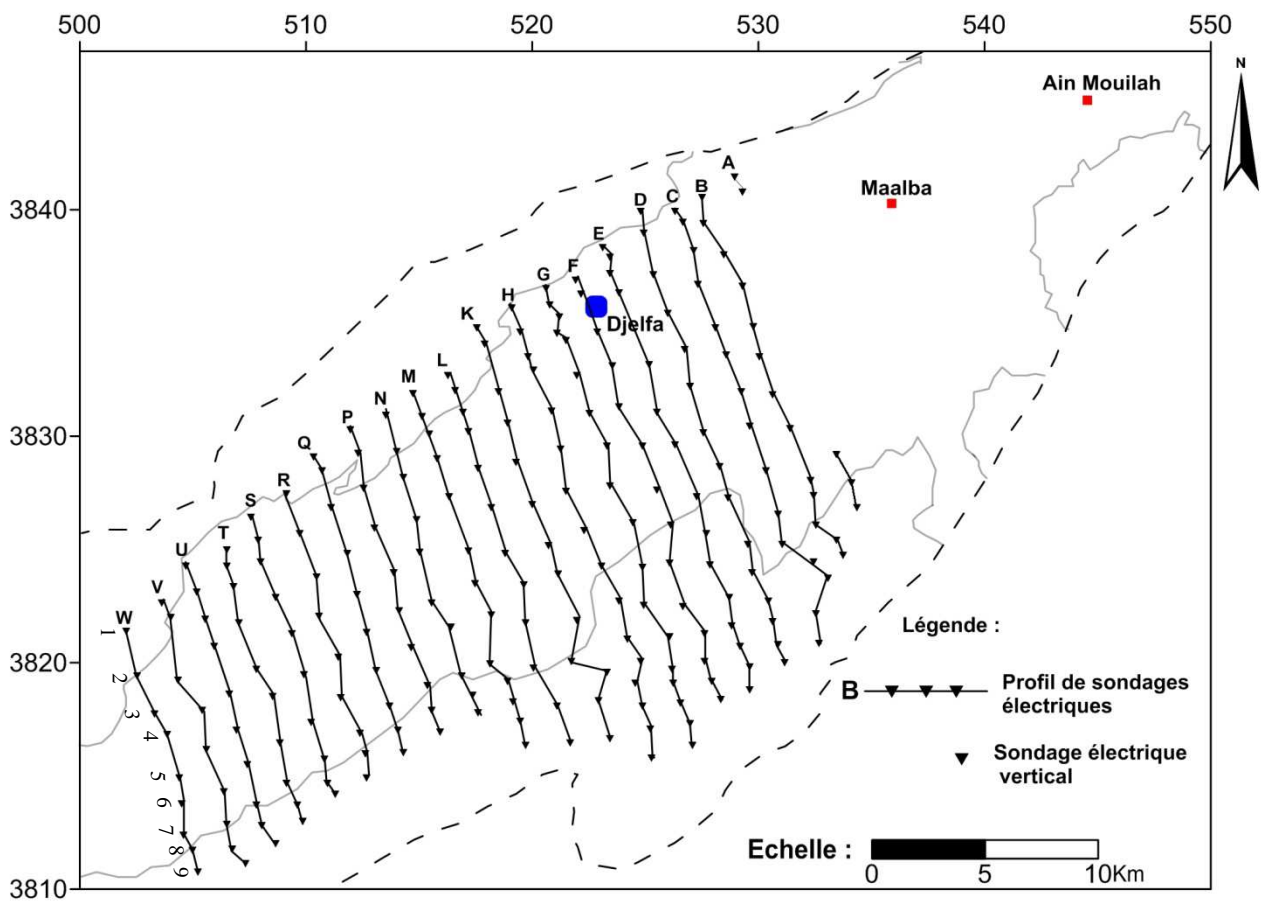 500 510 520 530 540 550
N
Ain Mouilah
A
Maalba
3840
B
C
D
E
F
G
H
Djelfa
K
L
M
3830
N
P
Q
R
S
T
U
V
W
Légende :
3820
B Profil de sondages
électriques
Sondage électrique
vertical
1
2
3
4
5
6
7
8
9
Echelle :
0 5 10Km
3810